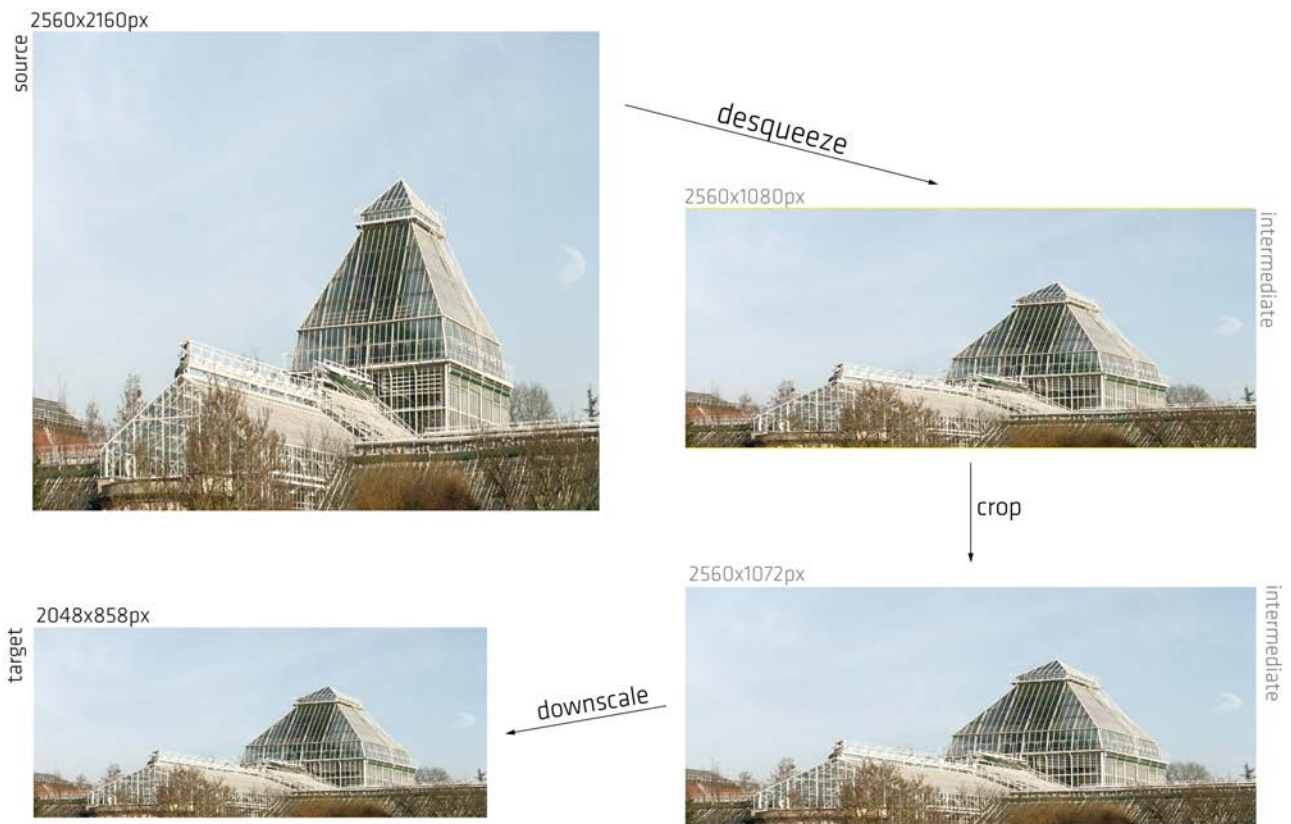 2560x2160px
source
desqueeze
2560x1080px
intermediate
crop
2560x1072px
intermediate
downscale
2048x858px
target